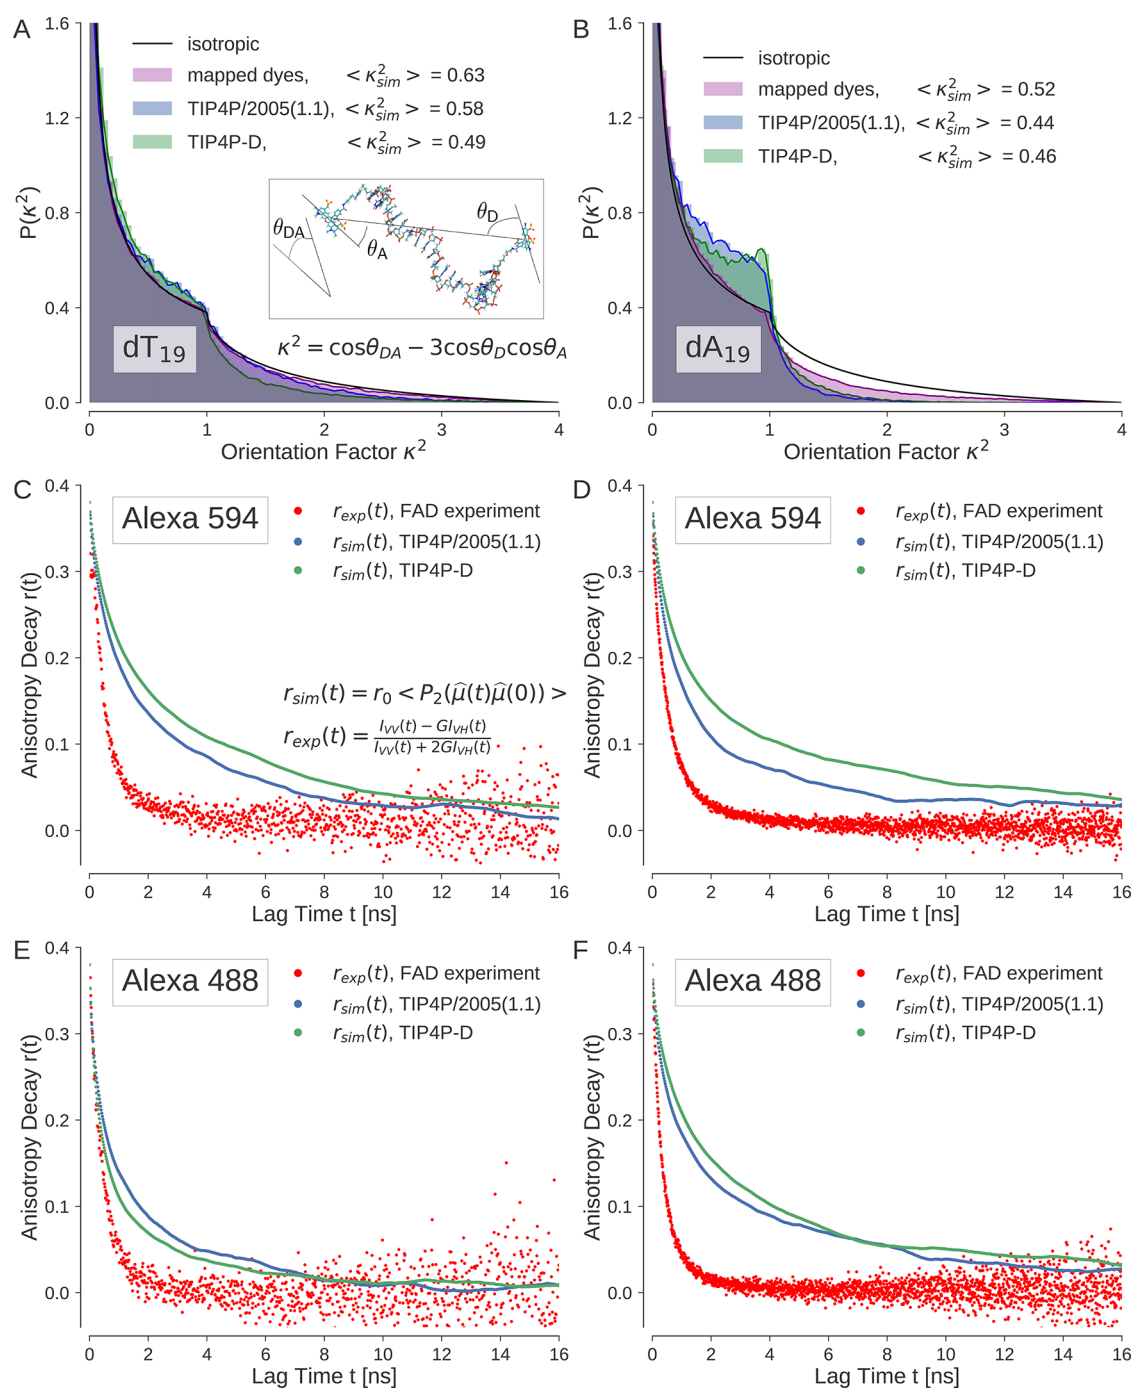 A
1.6
1.2
0.8
0.4
0.0
P(κ²)
isotropic
mapped dyes, < κ²sim > = 0.63
TIP4P/2005(1.1), < κ²sim > = 0.58
TIP4P-D, < κ²sim > = 0.49
θDA
θA
θD
dT19
κ² = cosθDA − 3cosθDcosθA
0 1 2 3 4
Orientation Factor κ²
B
1.6
1.2
0.8
0.4
0.0
P(κ²)
isotropic
mapped dyes, < κ²sim > = 0.52
TIP4P/2005(1.1), < κ²sim > = 0.44
TIP4P-D, < κ²sim > = 0.46
dA19
0 1 2 3 4
Orientation Factor κ²
C
0.4
0.3
0.2
0.1
0.0
Anisotropy Decay r(t)
Alexa 594
rexp(t), FAD experiment
rsim(t), TIP4P/2005(1.1)
rsim(t), TIP4P-D
rsim(t) = r0 < P2(μ̂(t)μ̂(0)) >
rexp(t) = IVV(t) − GIVH(t) / IVV(t) + 2GIVH(t)
0 2 4 6 8 10 12 14 16
Lag Time t [ns]
D
0.4
0.3
0.2
0.1
0.0
Anisotropy Decay r(t)
Alexa 594
rexp(t), FAD experiment
rsim(t), TIP4P/2005(1.1)
rsim(t), TIP4P-D
0 2 4 6 8 10 12 14 16
Lag Time t [ns]
E
0.4
0.3
0.2
0.1
0.0
Anisotropy Decay r(t)
Alexa 488
rexp(t), FAD experiment
rsim(t), TIP4P/2005(1.1)
rsim(t), TIP4P-D
0 2 4 6 8 10 12 14 16
Lag Time t [ns]
F
0.4
0.3
0.2
0.1
0.0
Anisotropy Decay r(t)
Alexa 488
rexp(t), FAD experiment
rsim(t), TIP4P/2005(1.1)
rsim(t), TIP4P-D
0 2 4 6 8 10 12 14 16
Lag Time t [ns]